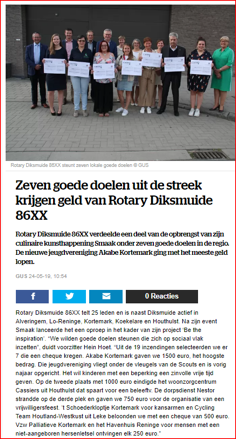 Rotary Diksmuide 86XX steunt zeven lokale goede doelen © GUS
Zeven goede doelen uit de streek
krijgen geld van Rotary Diksmuide
86XX
Rotary Diksmuide 86XX verdeelde een deel van de opbrengst van zijn
culinaire kunsthappening Smaak onder zeven goede doelen in de regio.
De nieuwe jeugdvereniging Akabe Kortemark ging met het meeste geld
lopen.
GUS 24-05-19, 10:54
0 Reacties
Rotary Diksmuide 86XX telt 25 leden en is naast Diksmuide actief in
Alveringem, Lo-Reninge, Kortemark, Koekelare en Houthulst. Na zijn event
Smaak lanceerde het een oproep in het kader van zijn project 'Be the
inspiration'. "We wilden goede doelen steunen die zich op sociaal vlak
inzetten", duidt voorzitter Hein Hoet. "Uit de 19 inzendingen selecteerden we er
7 die een cheque kregen. Akabe Kortemark gaven we 1500 euro, het hoogste
bedrag. Die jeugdvereniging vliegt onder de vleugels van de Scouts en is vorig
najaar opgericht. Het wil kinderen met een beperking een zinvolle vrije tijd
geven. Op de tweede plaats met 1000 euro eindigde het woonzorgcentrum
Cassiers uit Houthulst dat spaart voor een belevtv. De dorpsdienst Nestor
strandde op de derde plek en gaven we 750 euro voor de organisatie van een
vrijwilligersfeest. 't Schoederkloptje Kortemark voor kansarmen en Cycling
Team Houtland-Westhust uit Leke beloonden we met een cheque van 500 euro.
Vzw Palliatieve Kortemark en het Havenhuis Reninge voor mensen met een
niet-aangeboren hersenletsel ontvingen elk 250 euro."